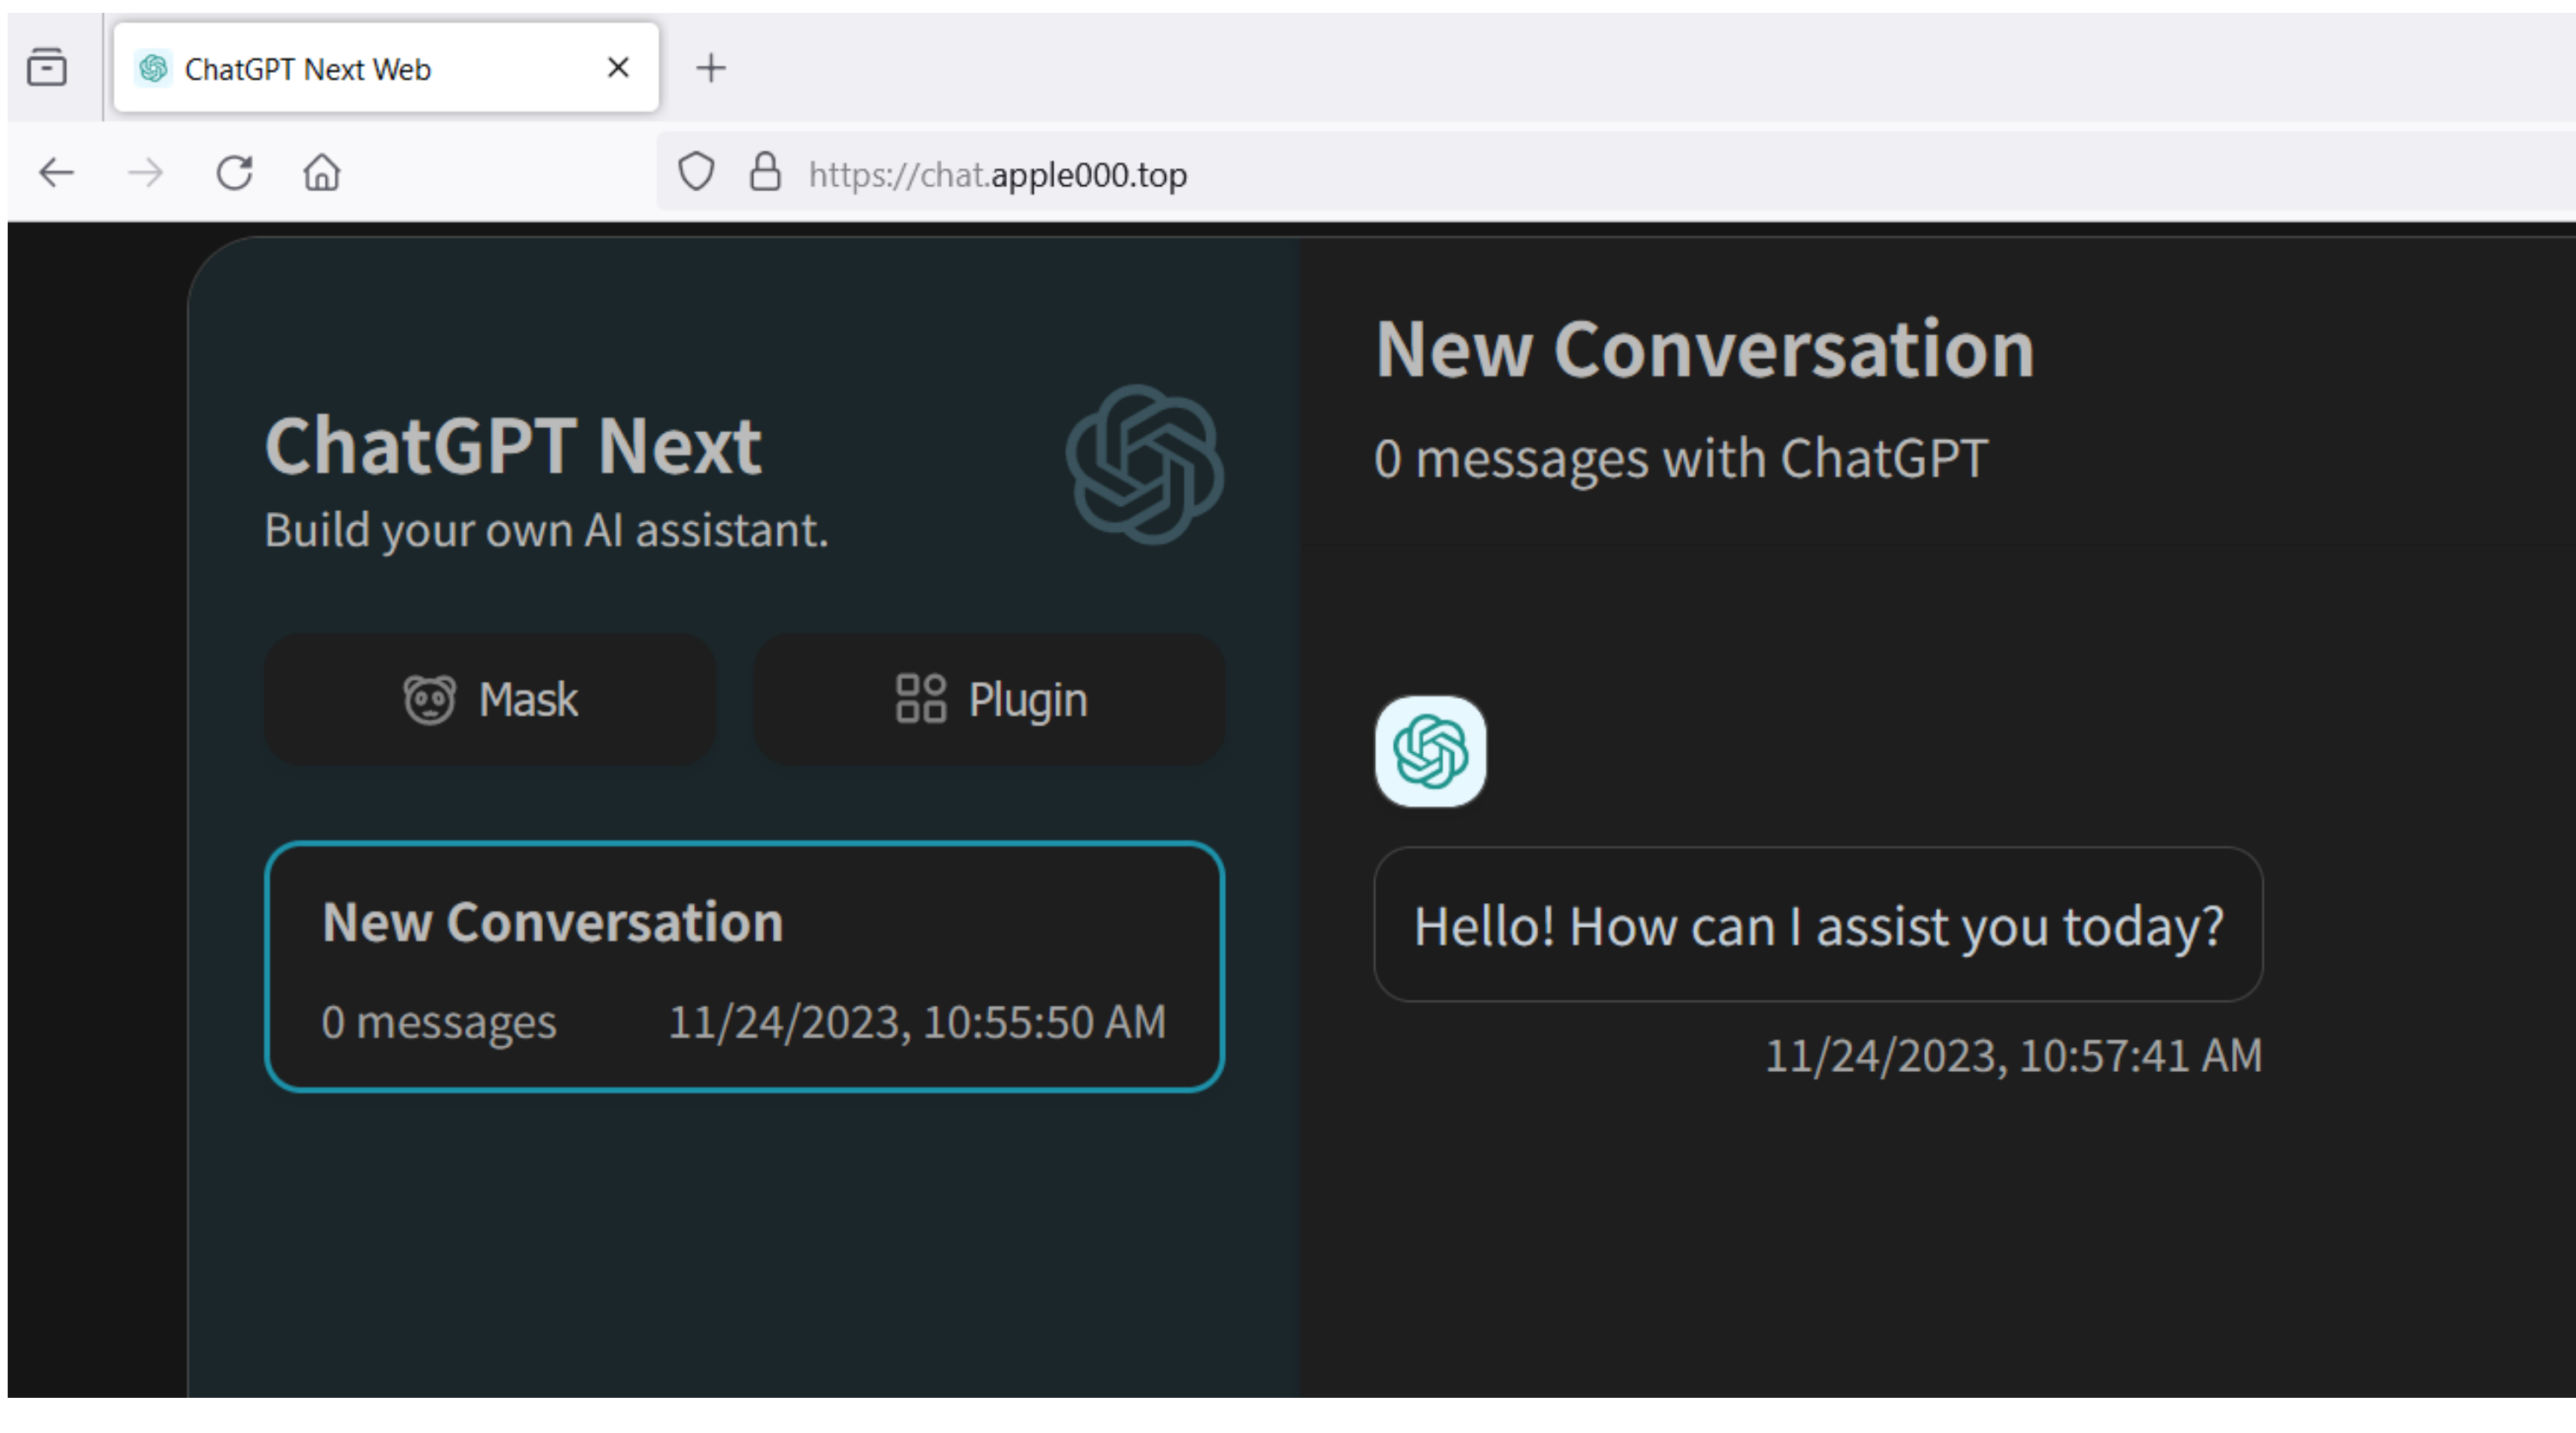 ChatGPT Next Web
https://chat.apple000.top
ChatGPT Next
Build your own AI assistant.
Mask
Plugin
New Conversation
0 messages
11/24/2023, 10:55:50 AM
New Conversation
0 messages with ChatGPT
Hello! How can I assist you today?
11/24/2023, 10:57:41 AM